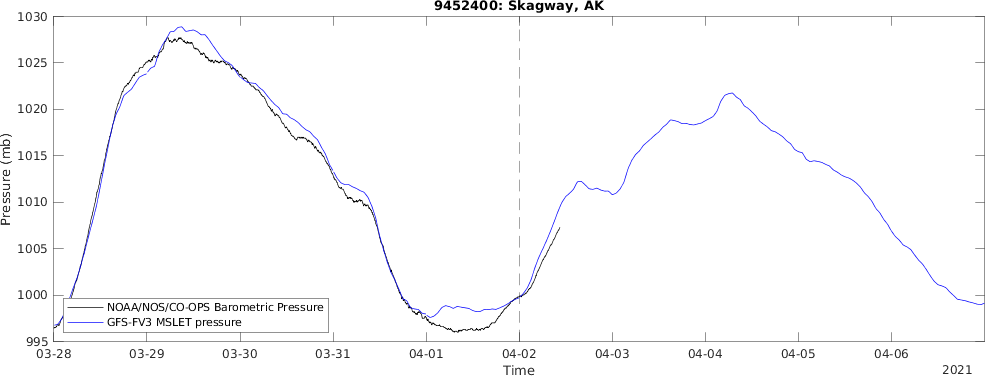 9452400: Skagway, AK
1030
1025
1020
1015
1010
1005
1000
995
Pressure (mb)
NOAA/NOS/CO-OPS Barometric Pressure
GFS-FV3 MSLET pressure
03-28 03-29 03-30 03-31 04-01 04-02 04-03 04-04 04-05 04-06
Time
2021